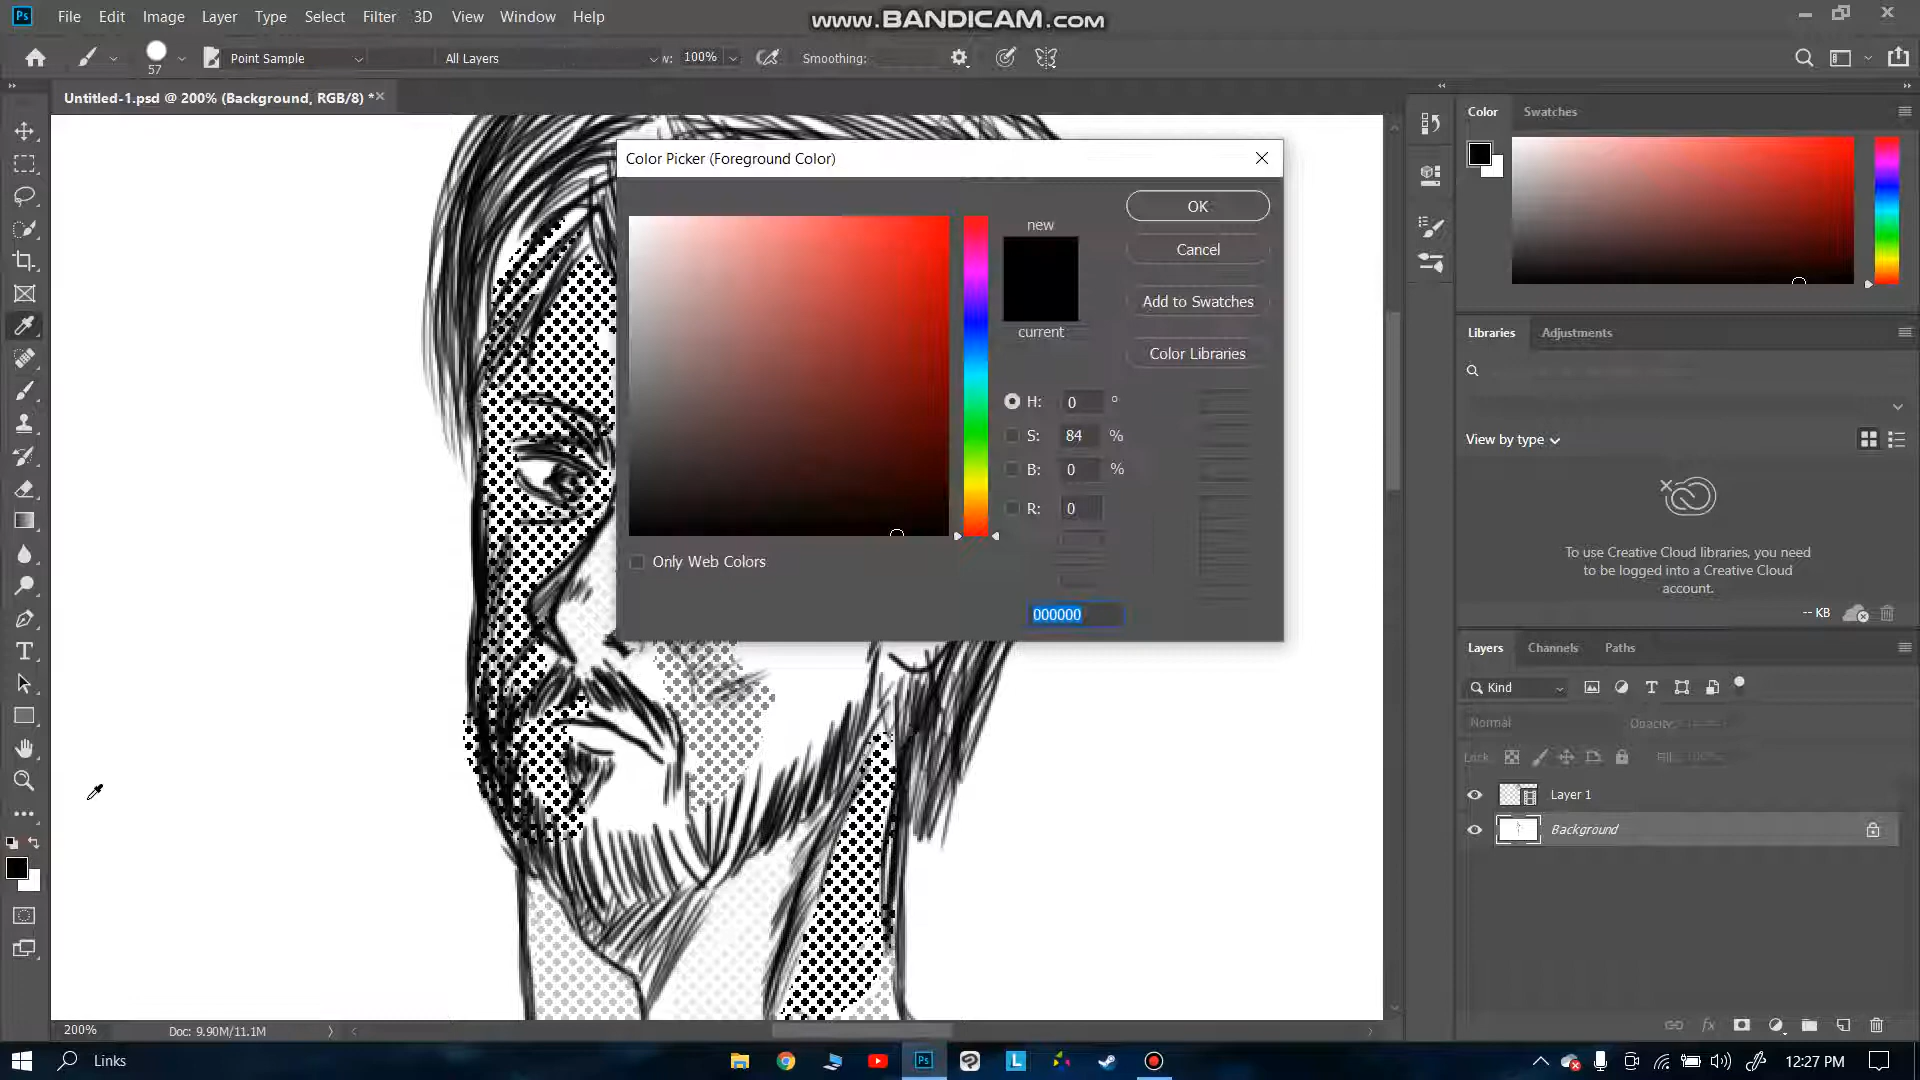 File Edit Image Layer Type Select Filter 3D View Window Help
www.BANDICAM.com
57
Point Sample
All Layers
100%
Smoothing:
Untitled-1.psd @ 200% (Background, RGB/8) *
Color Swatches
Color Picker (Foreground Color)
new
current
OK
Cancel
Add to Swatches
Color Libraries
H: 0 °
S: 84 %
B: 0 %
R: 0
Only Web Colors
000000
Libraries Adjustments
View by type
To use Creative Cloud libraries, you need
to be logged into a Creative Cloud
account.
-- KB
Layers Channels Paths
Kind
Normal Opacity:
Lock: Fill: 100%
Layer 1
Background
200% Doc: 9.90M/11.1M
Links
12:27 PM